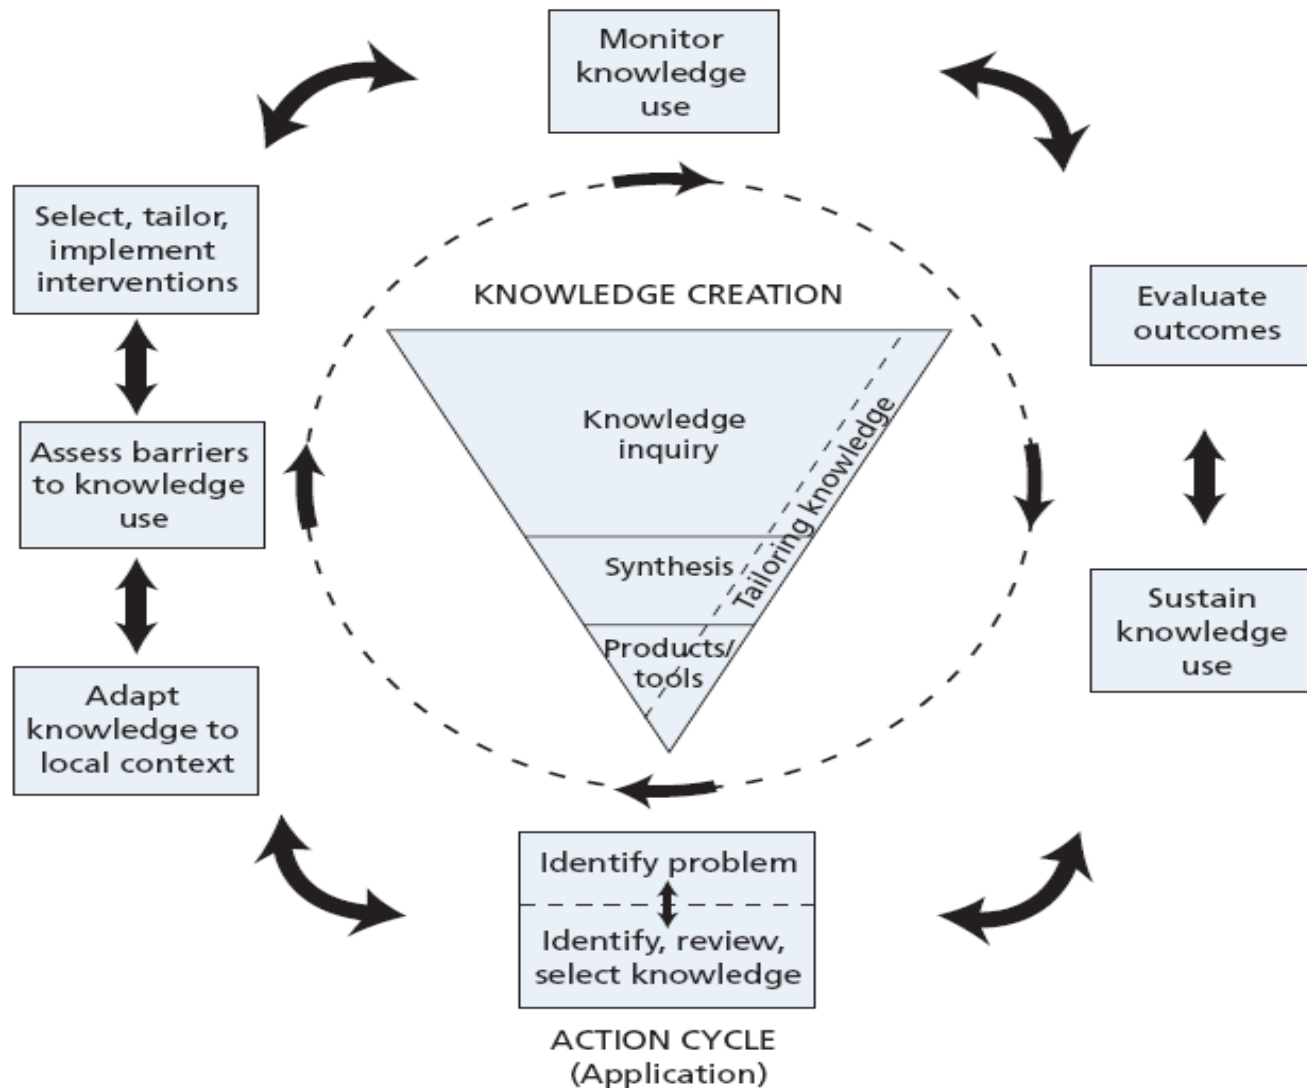 Monitor
knowledge
use
Select, tailor,
implement
interventions
Evaluate
outcomes
KNOWLEDGE CREATION
Knowledge
inquiry
Tailoring knowledge
Synthesis
Products/
tools
Assess barriers
to knowledge
use
Sustain
knowledge
use
Adapt
knowledge to
local context
Identify problem
Identify, review,
select knowledge
ACTION CYCLE
(Application)